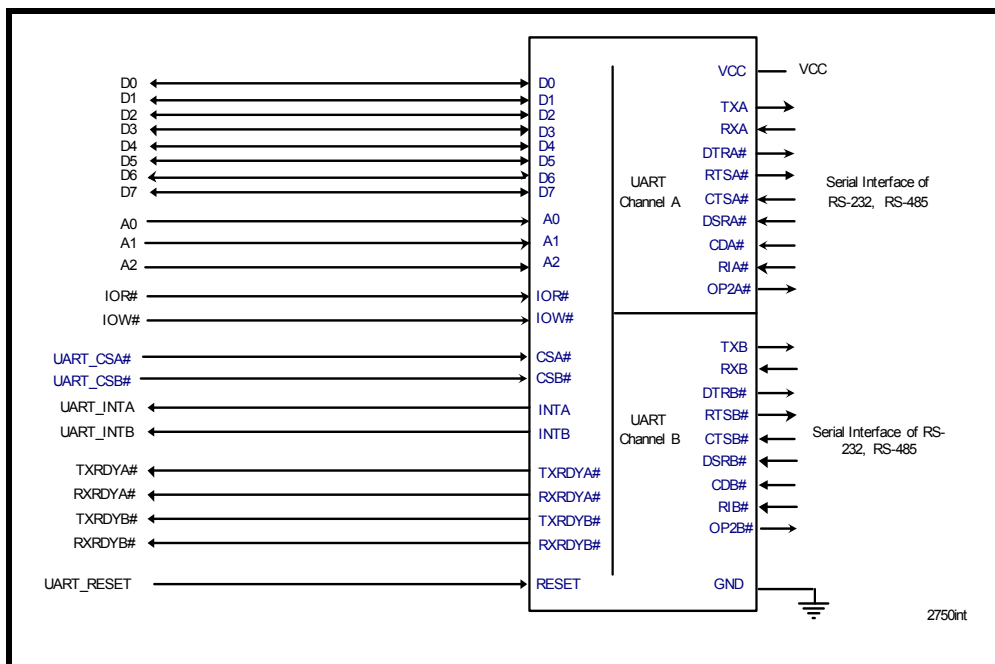 D0
D1
D2
D3
D4
D5
D6
D7
A0
A1
A2
IOR#
IOW#
UART_CSA#
UART_CSB#
UART_INTA
UART_INTB
TXRDYA#
RXRDYA#
TXRDYB#
RXRDYB#
UART_RESET
D0
D1
D2
D3
D4
D5
D6
D7
A0
A1
A2
IOR#
IOW#
CSA#
CSB#
INTA
INTB
TXRDYA#
RXRDYA#
TXRDYB#
RXRDYB#
RESET
UART
Channel A
UART
Channel B
VCC
TXA
RXA
DTRA#
RTSA#
CTSA#
DSRA#
CDA#
RIA#
OP2A#
TXB
RXB
DTRB#
RTSB#
CTSB#
DSRB#
CDB#
RIB#
OP2B#
GND
VCC
Serial Interface of
RS-232, RS-485
Serial Interface of RS-
232, RS-485
2750int